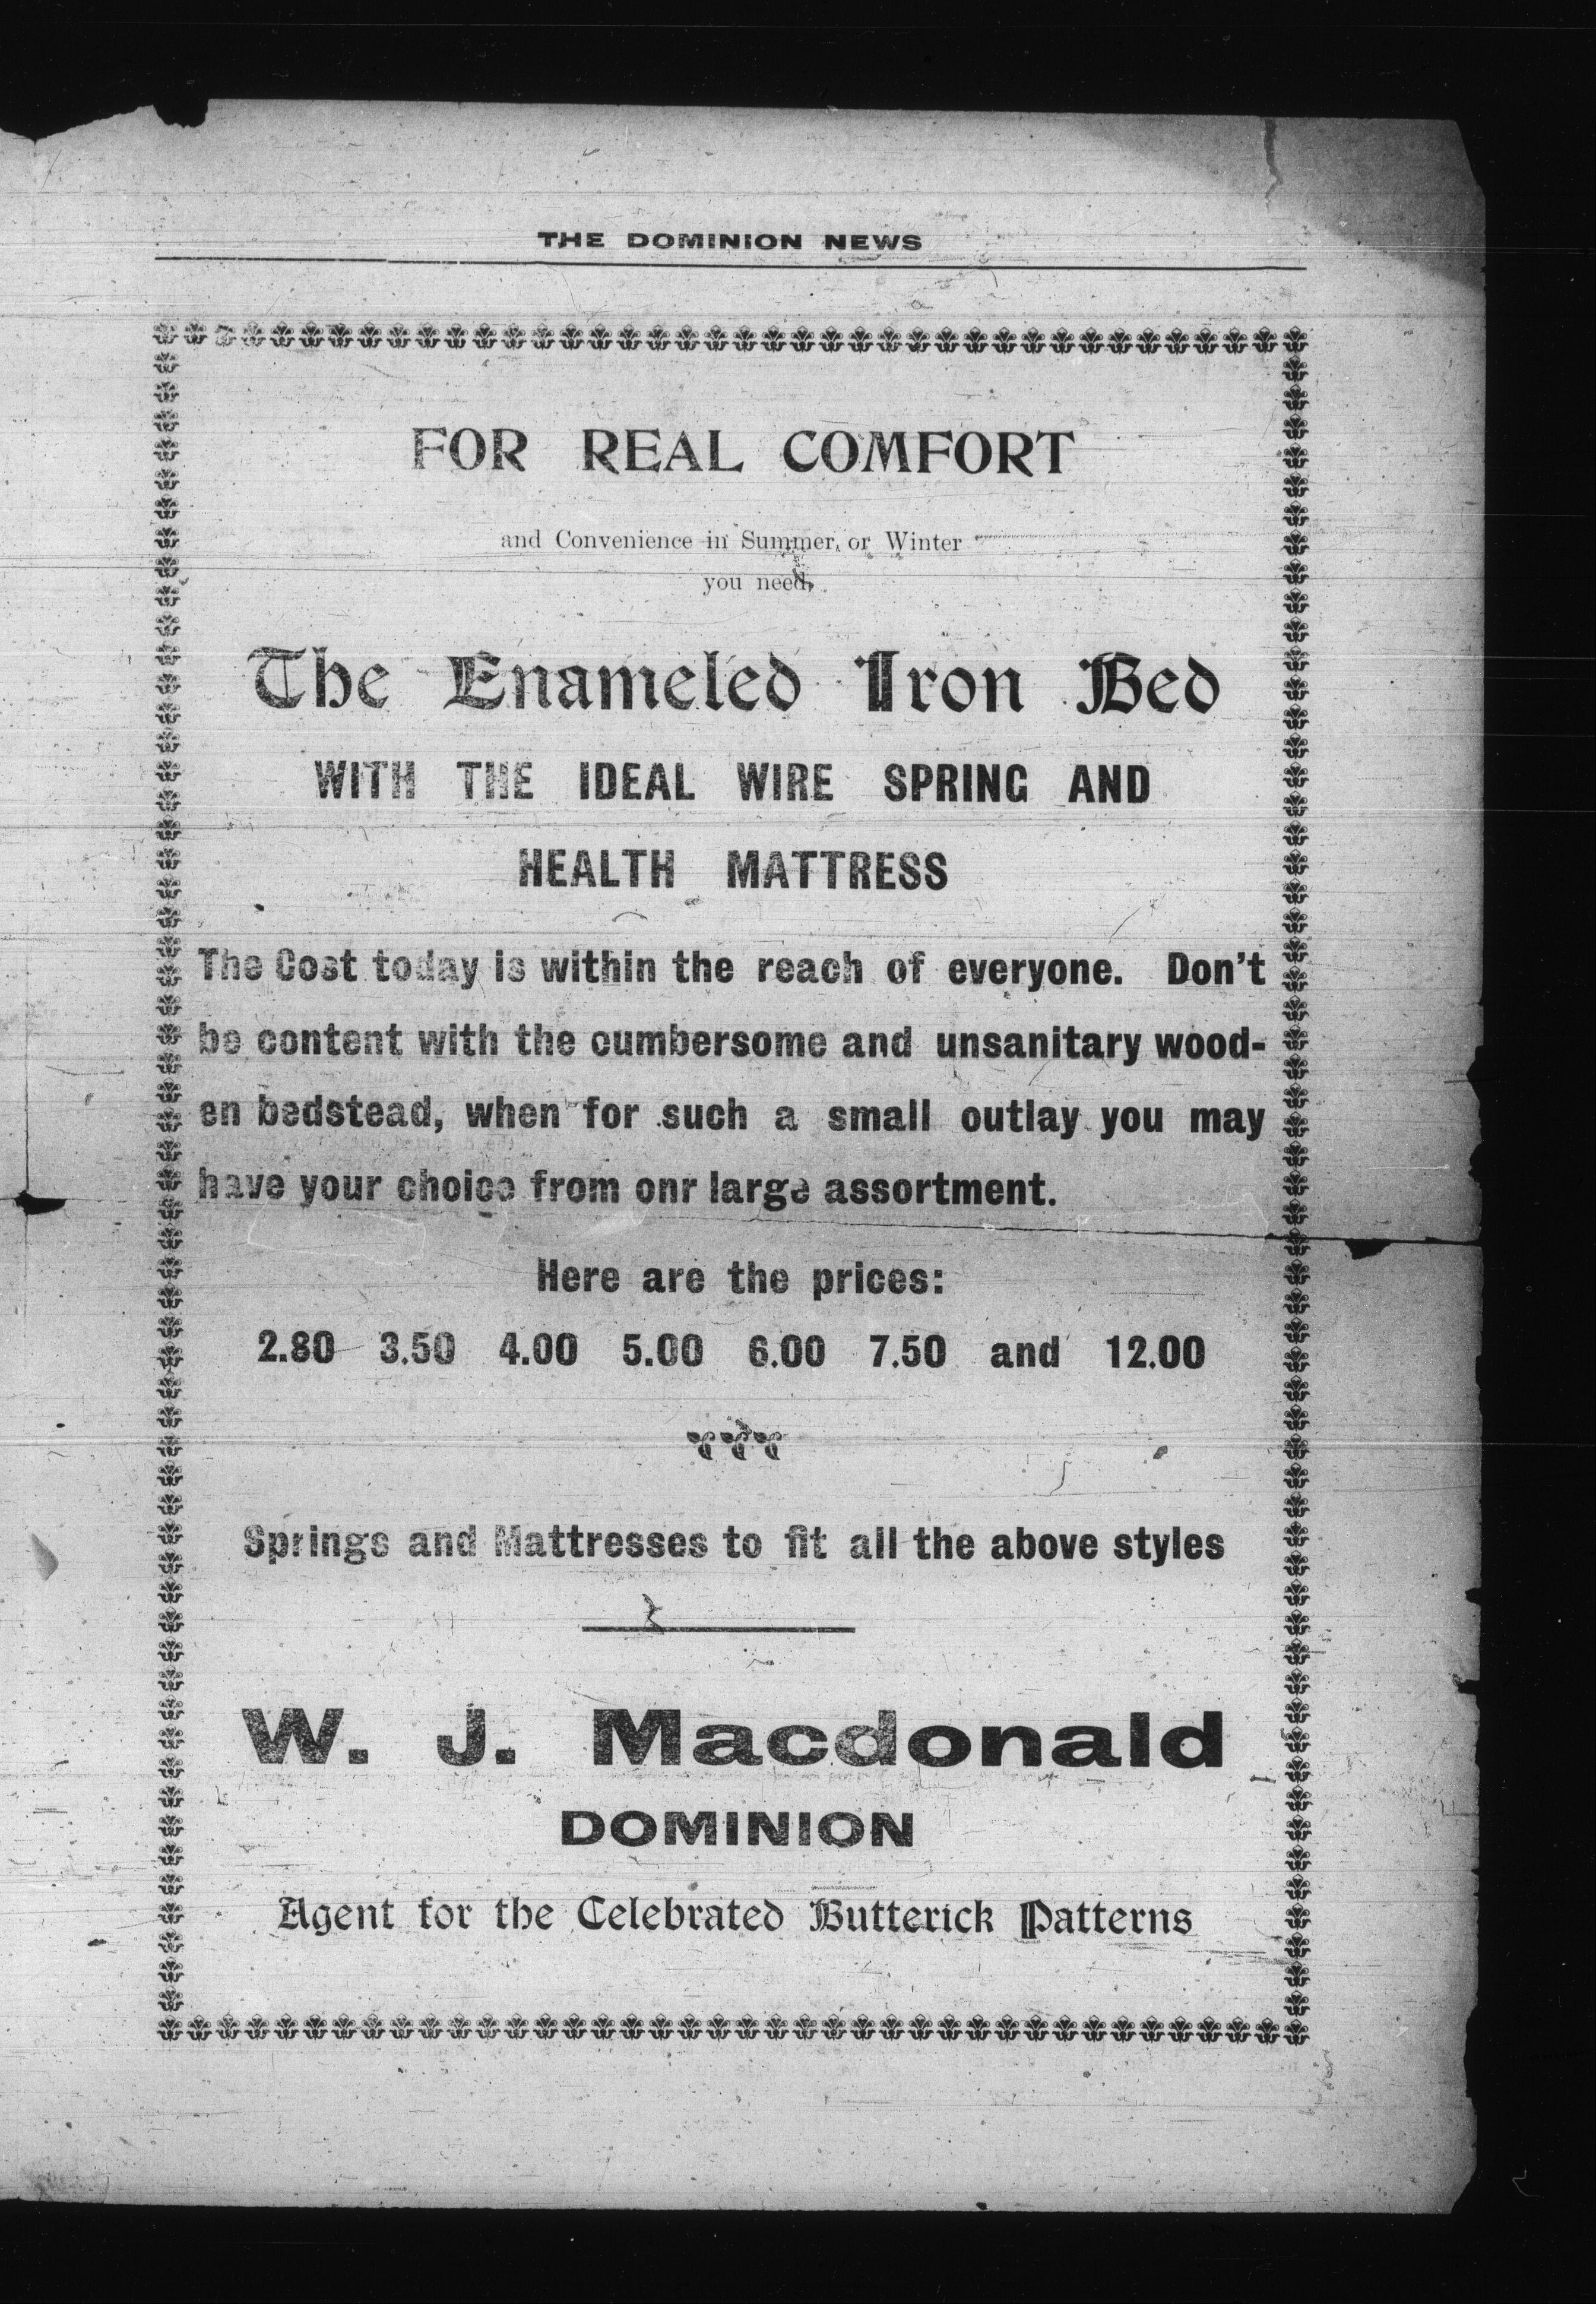 THE DOMINION NEWS
FOR REAL COMFORT
and Convenience in Summer, or Winter
you need,
The Enameled Iron Bed
WITH THE IDEAL WIRE SPRING AND
HEALTH MATTRESS
The Cost today is within the reach of everyone. Don't
be content with the cumbersome and unsanitary wood-
en bedstead, when for such a small outlay you may
have your choice from onr large assortment.
Here are the prices:
2.80 3.50 4.00 5.00 6.00 7.50 and 12.00
Springs and Mattresses to fit all the above styles
W. J. Macdonald
DOMINION
Agent for the Celebrated Butterick Patterns